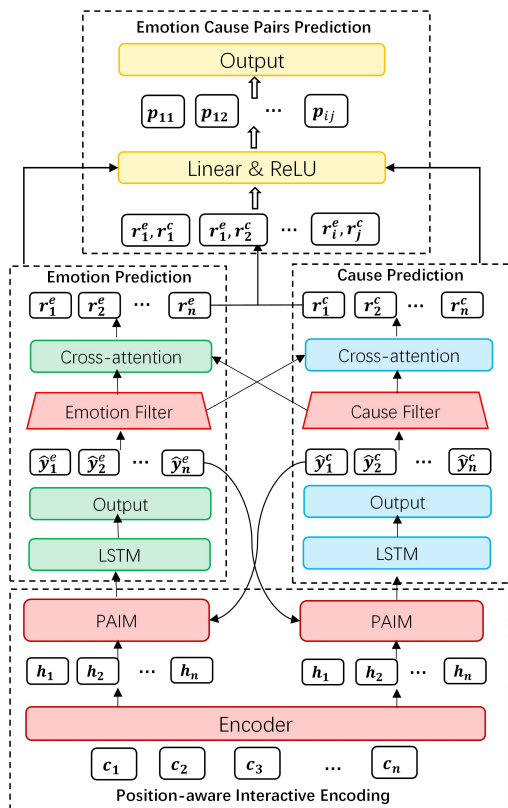 Emotion Cause Pairs Prediction
Output
p₁₁ p₁₂ ... pᵢⱼ
Linear & ReLU
r₁ᵉ, r₁ᶜ r₁ᵉ, r₂ᶜ ... rᵢᵉ, rⱼᶜ
Emotion Prediction Cause Prediction
r₁ᵉ r₂ᵉ ... rₙᵉ r₁ᶜ r₂ᶜ ... rₙᶜ
Cross-attention Cross-attention
Emotion Filter Cause Filter
ŷ₁ᵉ ŷ₂ᵉ ... ŷₙᵉ ŷ₁ᶜ ŷ₂ᶜ ... ŷₙᶜ
Output Output
LSTM LSTM
PAIM PAIM
h₁ h₂ ... hₙ h₁ h₂ ... hₙ
Encoder
c₁ c₂ c₃ ... cₙ
Position-aware Interactive Encoding